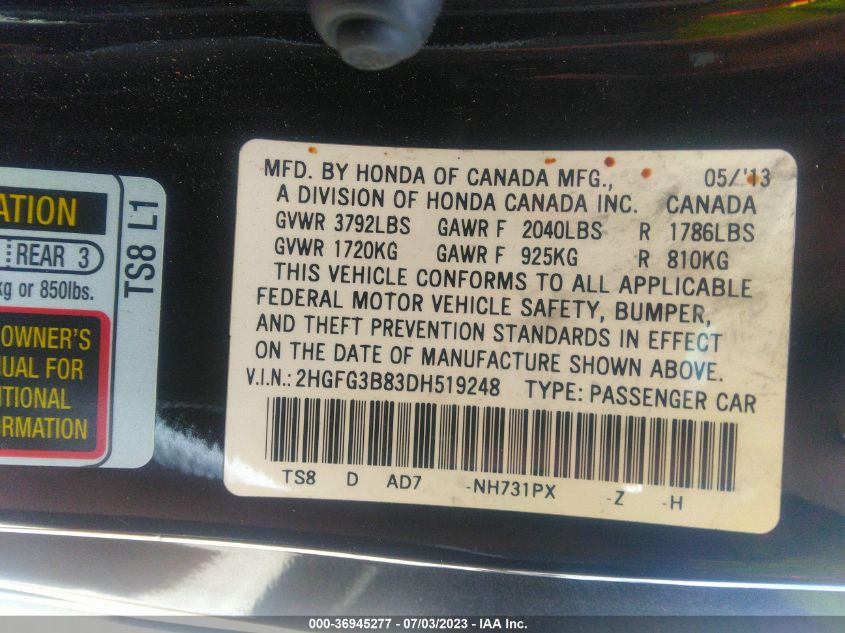 ATION
REAR 3
kg or 850lbs.
OWNER'S
UAL FOR
ITIONAL
ORMATION
TS8 L1
MFD. BY HONDA OF CANADA MFG., 05/'13
A DIVISION OF HONDA CANADA INC. CANADA
GVWR 3792LBS GAWR F 2040LBS R 1786LBS
GVWR 1720KG GAWR F 925KG R 810KG
THIS VEHICLE CONFORMS TO ALL APPLICABLE
FEDERAL MOTOR VEHICLE SAFETY, BUMPER,
AND THEFT PREVENTION STANDARDS IN EFFECT
ON THE DATE OF MANUFACTURE SHOWN ABOVE.
V.I.N.: 2HGFG3B83DH519248 TYPE: PASSENGER CAR
TS8 D AD7 -NH731PX -Z -H
000-36945277 - 07/03/2023 - IAA Inc.